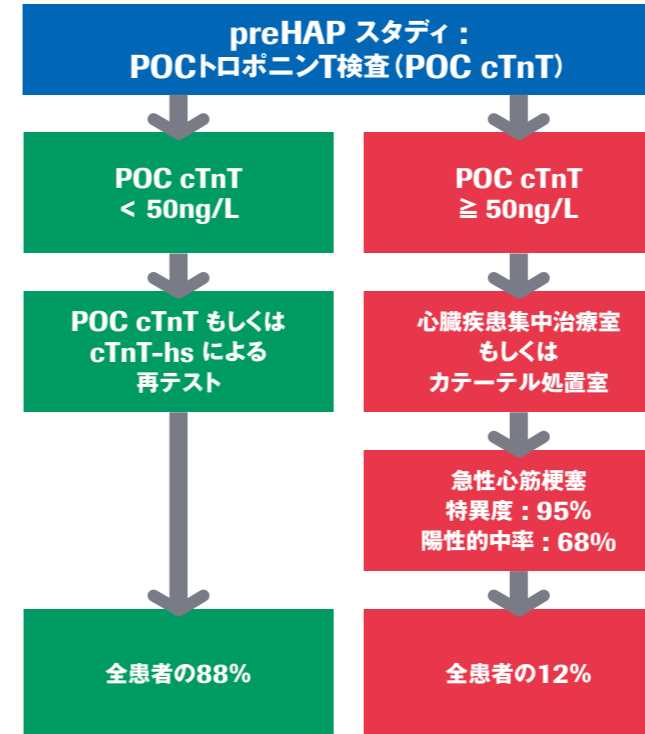 preHAP スタディ：
POCトロポニンT検査（POC cTnT）
POC cTnT
< 50ng/L
POC cTnT
≧ 50ng/L
POC cTnT もしくは
cTnT-hs による
再テスト
心臓疾患集中治療室
もしくは
カテーテル処置室
急性心筋梗塞
特異度：95%
陽性的中率：68%
全患者の88%
全患者の12%